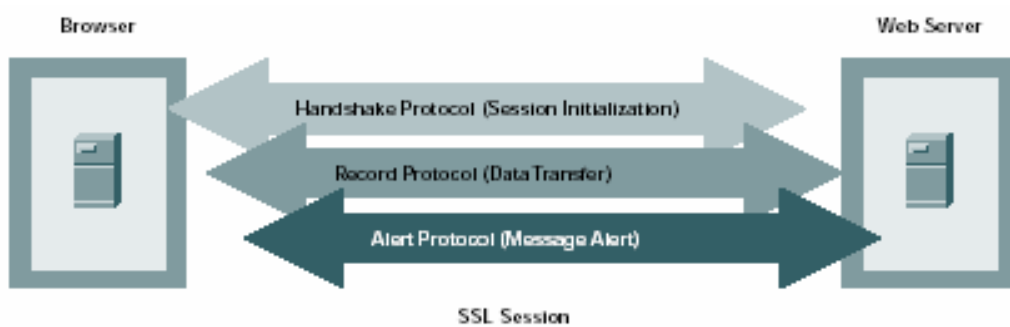 Browser
Web Server
Handshake Protocol (Session Initialization)
Record Protocol (Data Transfer)
Alert Protocol (Message Alert)
SSL Session